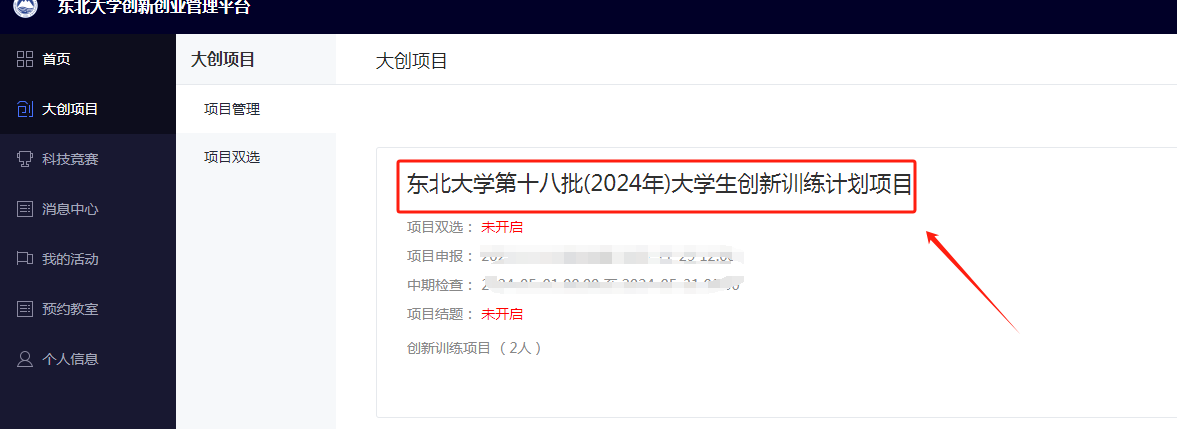 东北大学创新创业管理平台
首页
大创项目
科技竞赛
消息中心
我的活动
预约教室
个人信息
大创项目
项目管理
项目双选
大创项目
东北大学第十八批(2024年)大学生创新训练计划项目
项目双选： 未开启
项目申报：
中期检查：
项目结题： 未开启
创新训练项目 （2人）